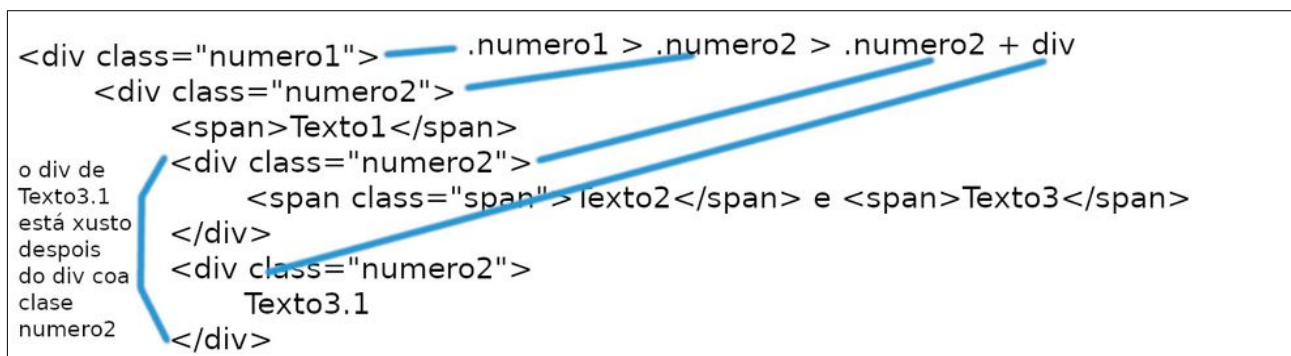 <div class="numero1"> .numero1 > .numero2 > .numero2 + div
<div class="numero2">
<span>Texto1</span>
<div class="numero2">
<span class="span">Texto2</span> e <span>Texto3</span>
</div>
<div class="numero2">
Texto3.1
</div>
o div de
Texto3.1
está xusto
despois
do div coa
clase
numero2